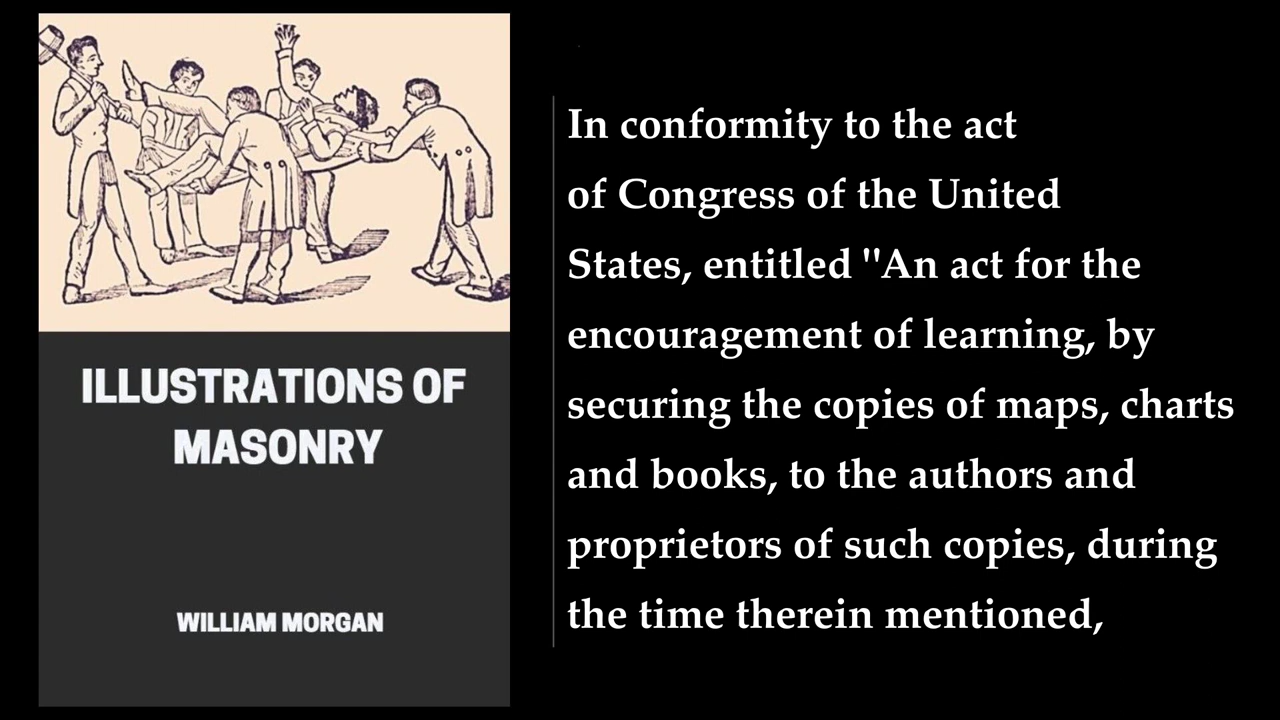 ILLUSTRATIONS OF
MASONRY
WILLIAM MORGAN
In conformity to the act
of Congress of the United
States, entitled "An act for the
encouragement of learning, by
securing the copies of maps, charts
and books, to the authors and
proprietors of such copies, during
the time therein mentioned,